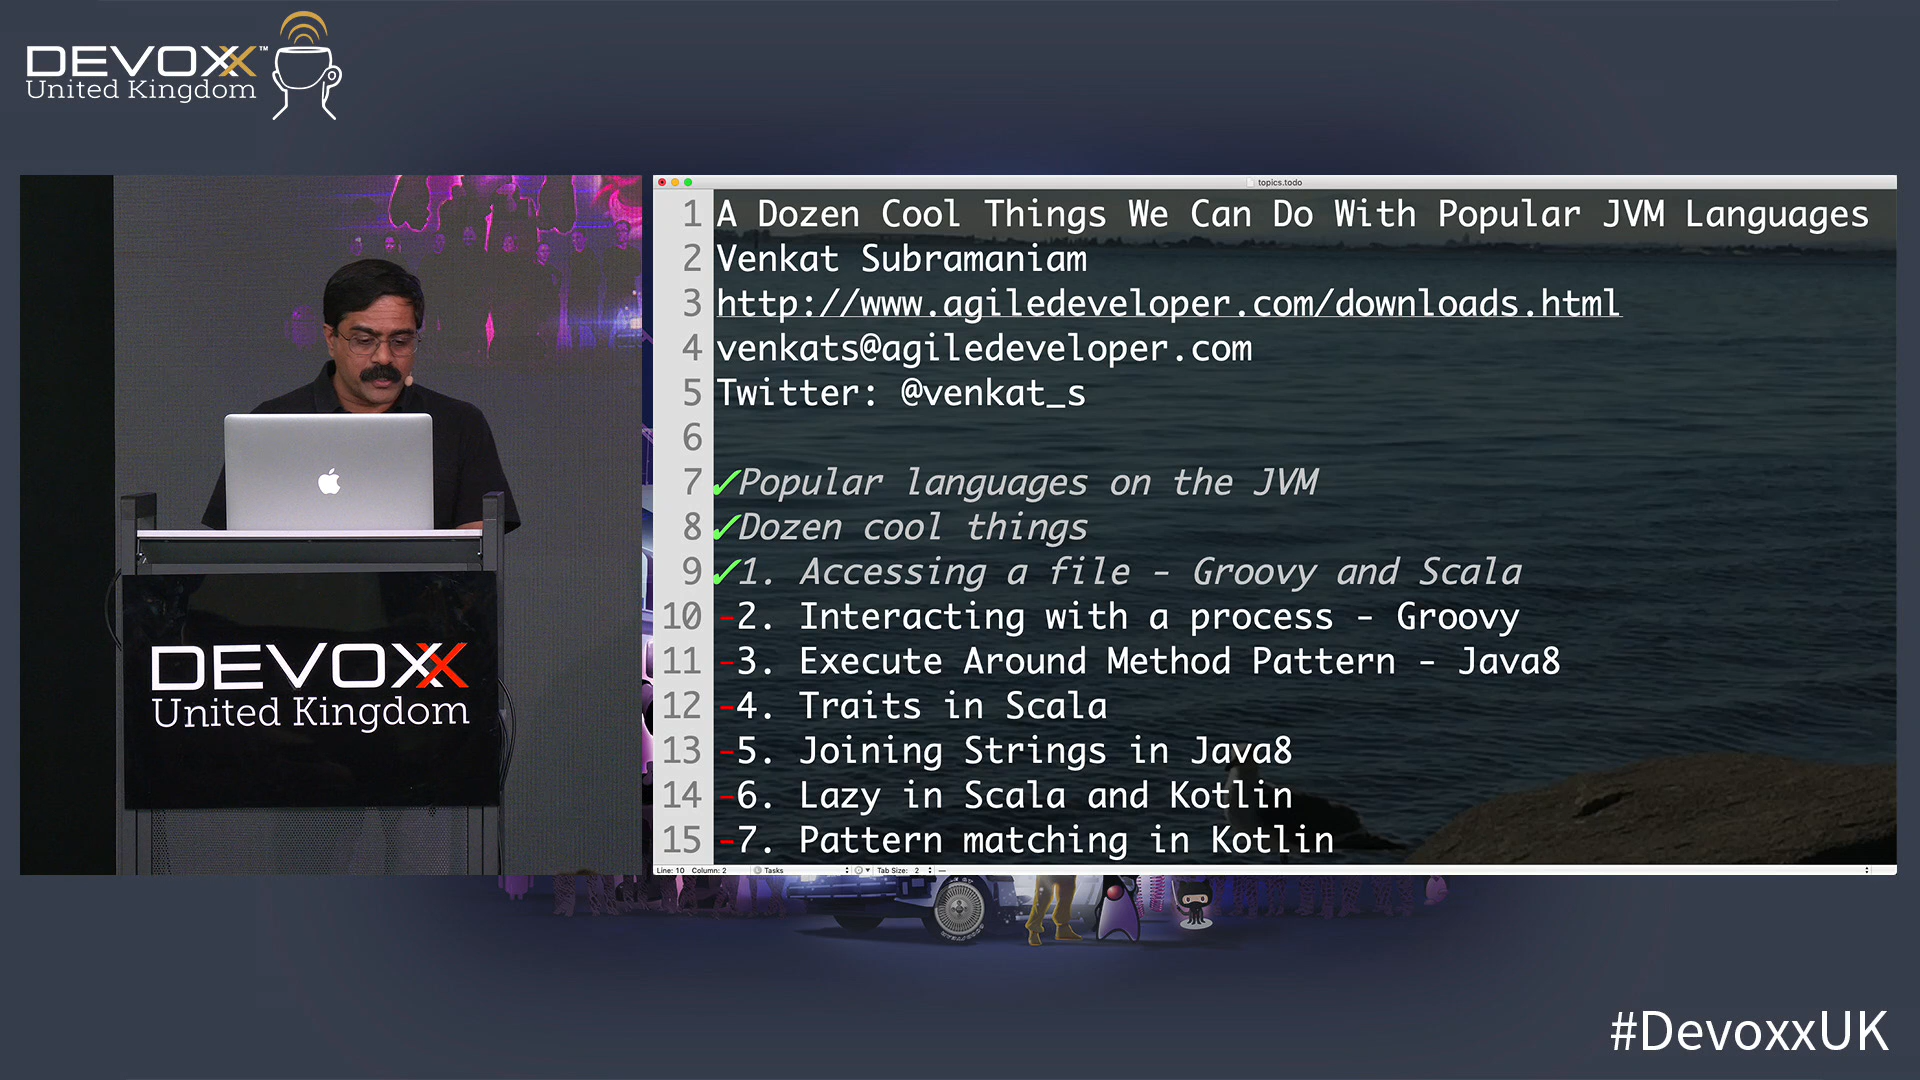 DEVOXX™
United Kingdom
topics.todo
1 A Dozen Cool Things We Can Do With Popular JVM Languages
2 Venkat Subramaniam
3 http://www.agiledeveloper.com/downloads.html
4 venkats@agiledeveloper.com
5 Twitter: @venkat_s
6
7 ✓Popular languages on the JVM
8 ✓Dozen cool things
9 ✓1. Accessing a file - Groovy and Scala
10 -2. Interacting with a process - Groovy
11 -3. Execute Around Method Pattern - Java8
12 -4. Traits in Scala
13 -5. Joining Strings in Java8
14 -6. Lazy in Scala and Kotlin
15 -7. Pattern matching in Kotlin
Line: 10 Column: 2 Tasks Tab Size: 2 —
DEVOXX
United Kingdom
#DevoxxUK